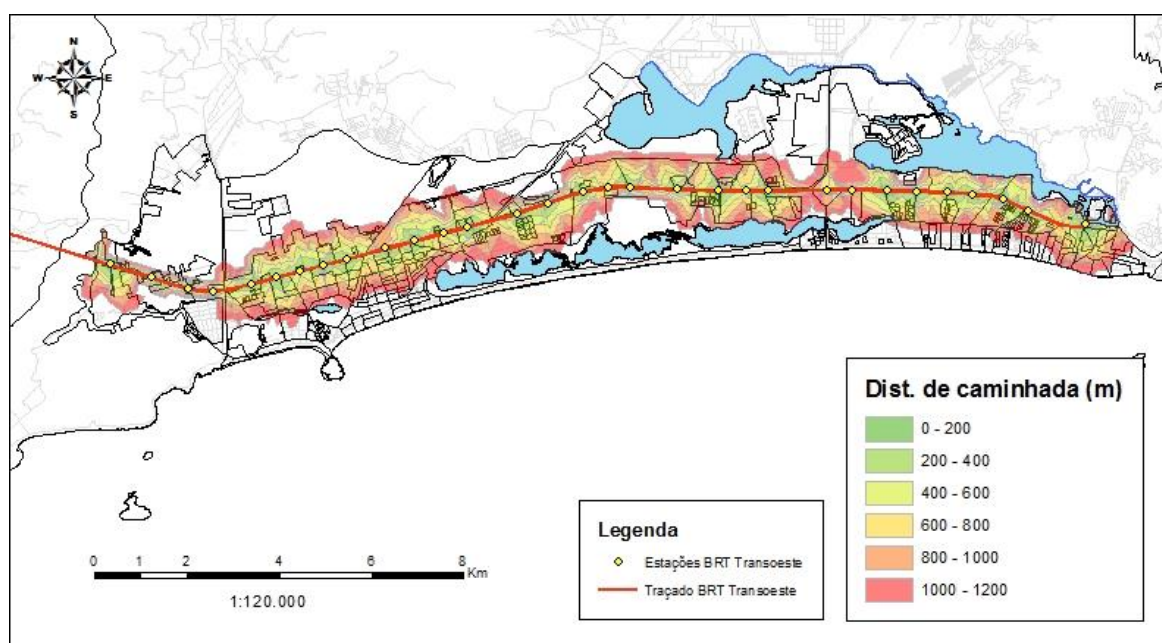 N
W E
S
Dist. de caminhada (m)
0 - 200
200 - 400
400 - 600
600 - 800
800 - 1000
1000 - 1200
Legenda
Estações BRT Transoeste
Traçado BRT Transoeste
0 1 2 4 6 8
Km
1:120.000